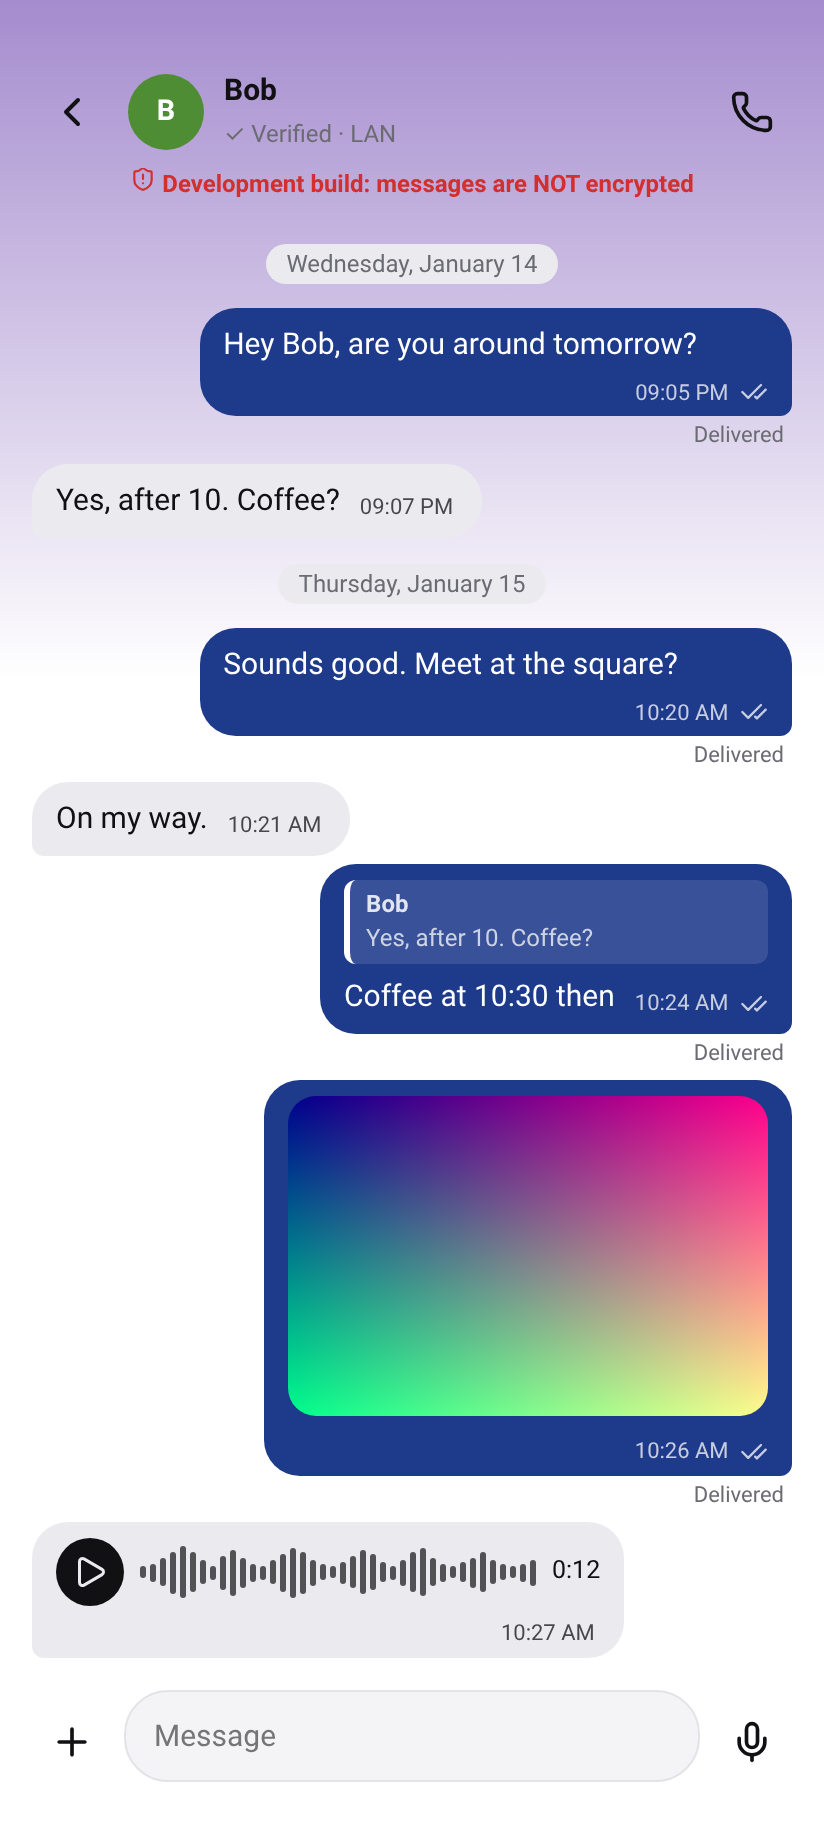 B
Bob
Verified · LAN
Development build: messages are NOT encrypted
Wednesday, January 14
Hey Bob, are you around tomorrow?
09:05 PM
Delivered
Yes, after 10. Coffee? 09:07 PM
Thursday, January 15
Sounds good. Meet at the square?
10:20 AM
Delivered
On my way. 10:21 AM
Bob
Yes, after 10. Coffee?
Coffee at 10:30 then 10:24 AM
Delivered
10:26 AM
Delivered
0:12
10:27 AM
Message